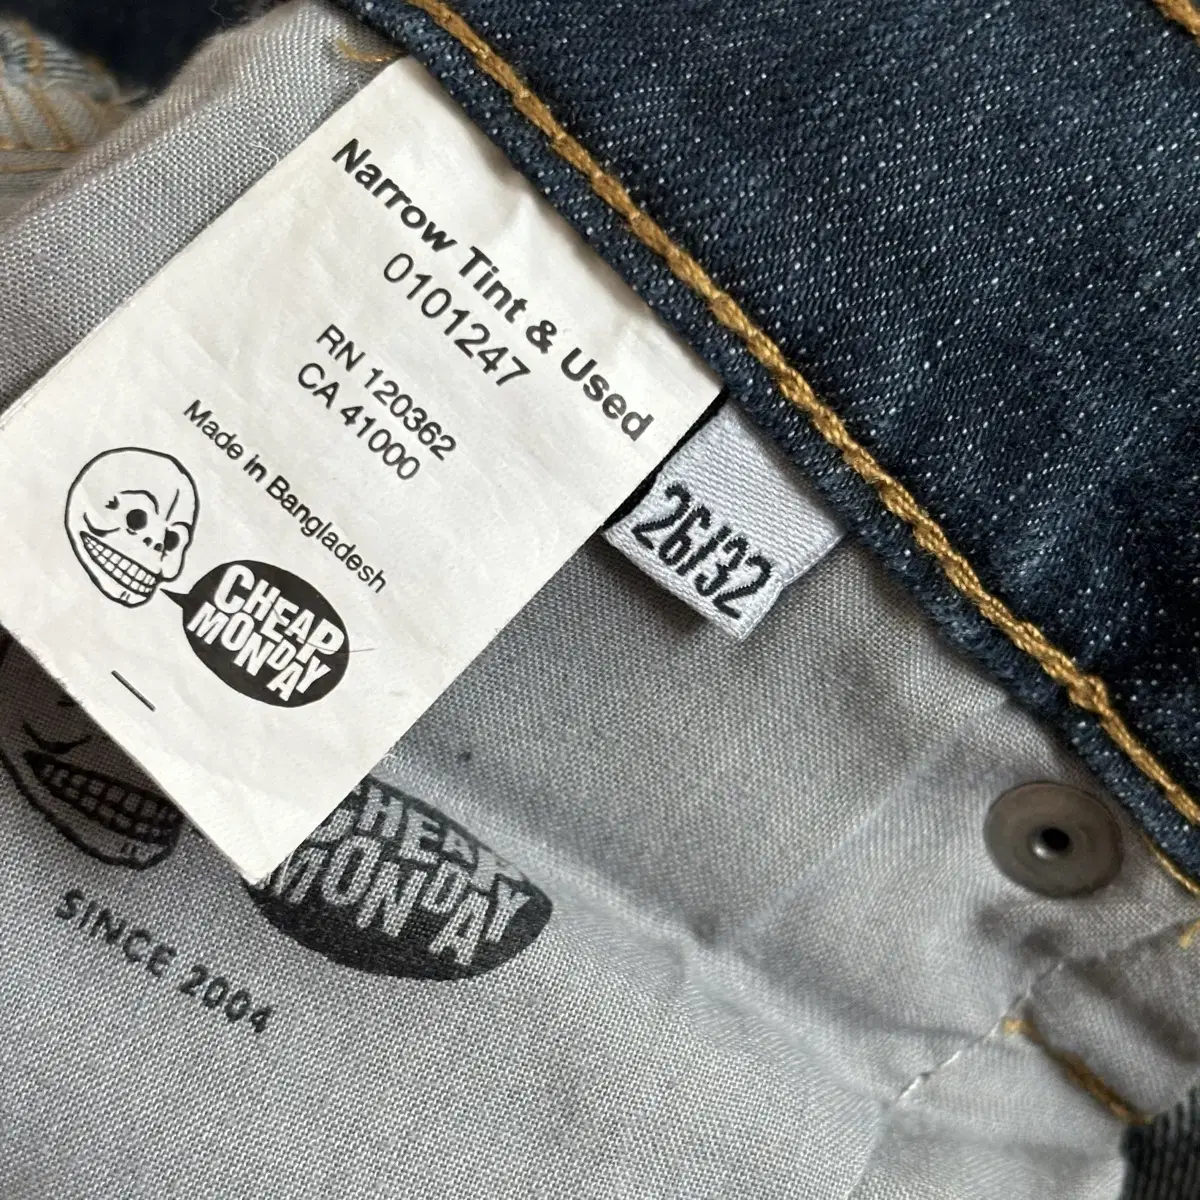 Narrow Tint & Used
0101247
RN 120362
CA 41000
Made in Bangladesh
CHEAP
MONDAY
26/32
CHEAP
MONDAY
SINCE 2004